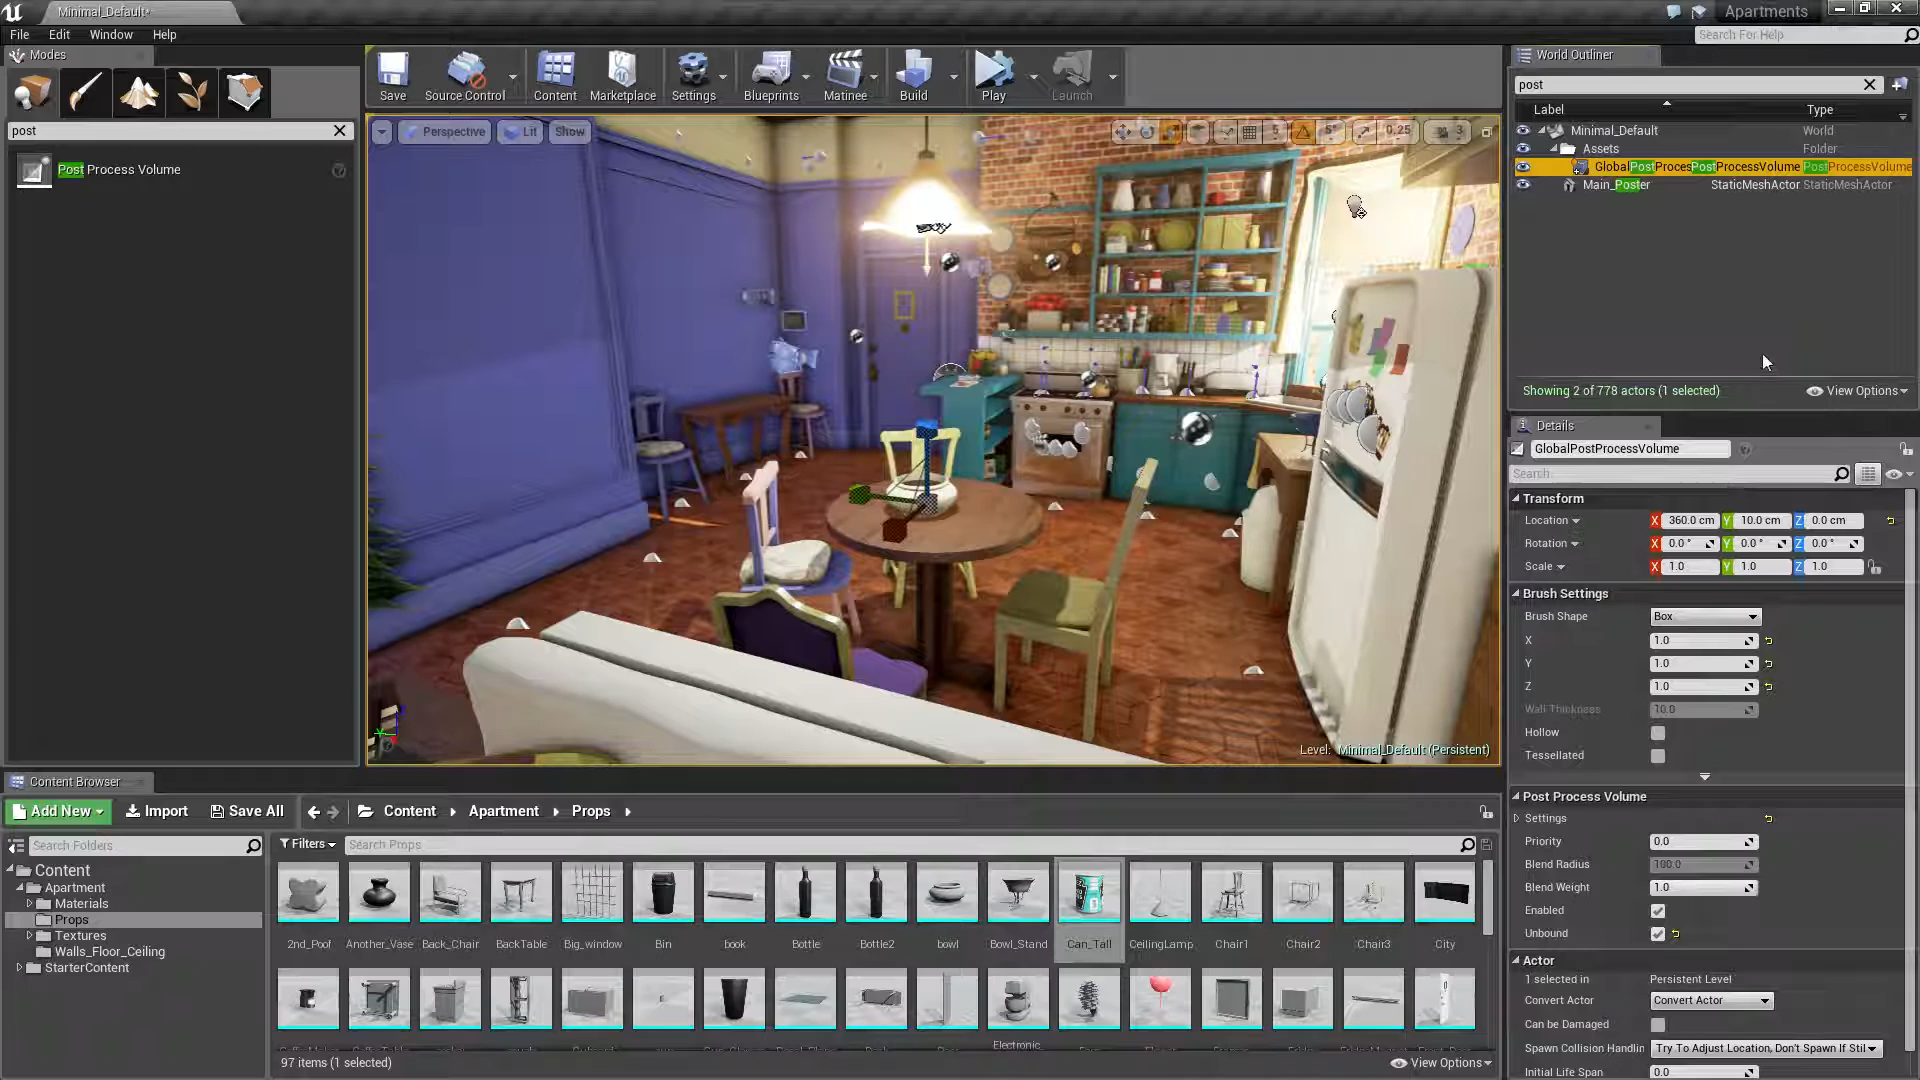 Minimal_Default*
Apartments
File Edit Window Help
Search For Help
Modes
post
Post Process Volume
Save
Source Control
Content
Marketplace
Settings
Blueprints
Matinee
Build
Play
Launch
Perspective
Lit
Show
5
5°
0.25
3
Level: Minimal_Default (Persistent)
World Outliner
post
Label
Type
Minimal_Default World
Assets Folder
GlobalPostProcesPostProcessVolume PostProcessVolume
Main_Poster StaticMeshActor StaticMeshActor
Showing 2 of 778 actors (1 selected)
View Options
Details
GlobalPostProcessVolume
Search
Transform
Location X 360.0 cm Y 10.0 cm Z 0.0 cm
Rotation X 0.0 ° Y 0.0 ° Z 0.0 °
Scale X 1.0 Y 1.0 Z 1.0
Brush Settings
Brush Shape Box
X 1.0
Y 1.0
Z 1.0
Wall Thickness 10.0
Hollow
Tessellated
Post Process Volume
Settings
Priority 0.0
Blend Radius 100.0
Blend Weight 1.0
Enabled
Unbound
Actor
1 selected in Persistent Level
Convert Actor Convert Actor
Can be Damaged
Spawn Collision Handlin Try To Adjust Location, Don't Spawn If Stil
Initial Life Span 0.0
Content Browser
Add New Import Save All Content Apartment Props
Search Folders
Filters
Search Props
Content
Apartment
Materials
Props
Textures
Walls_Floor_Ceiling
StarterContent
2nd_Poof Another_Vase Back_Chair BackTable Big_window Bin book Bottle Bottle2 bowl Bowl_Stand Can_Tall CeilingLamp Chair1 Chair2 Chair3 City
Electronic
97 items (1 selected)
View Options